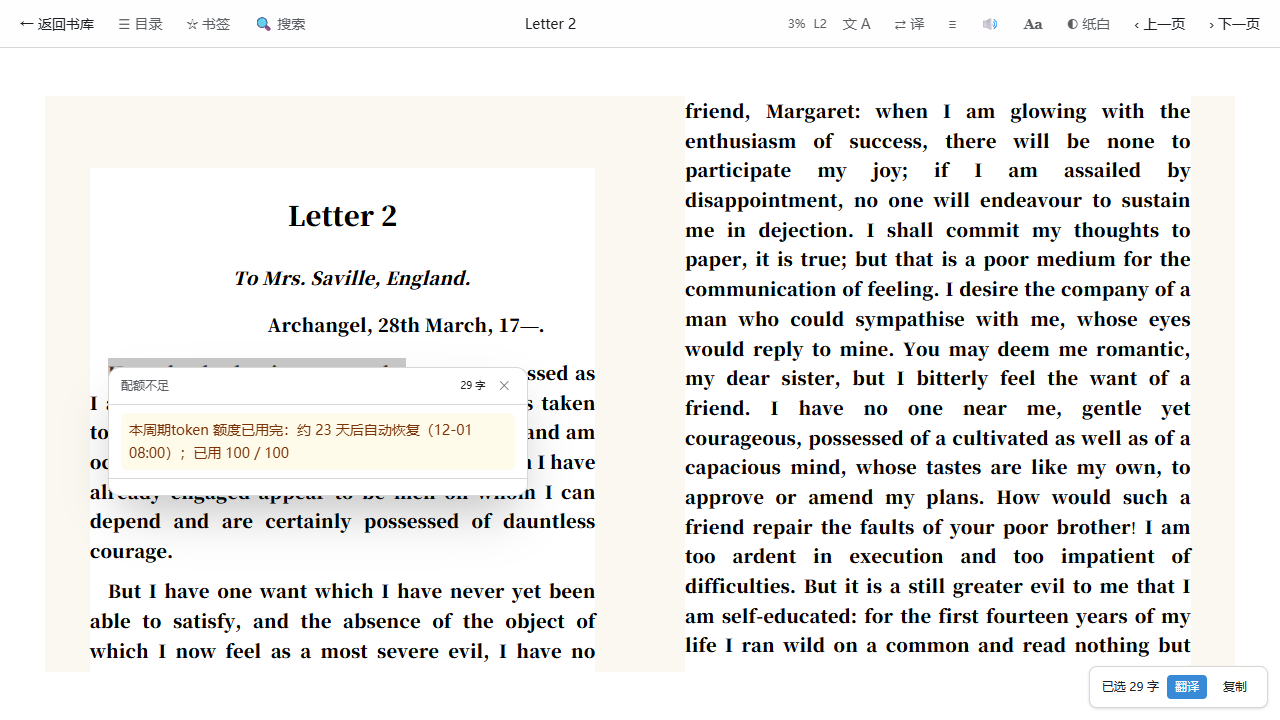 ← 返回书库 ☰ 目录 ☆ 书签 🔍 搜索 Letter 2 3% L2 文 A ⇄ 译 ≡ 🔊 Aa ◐ 纸白 ‹ 上一页 › 下一页
Letter 2
To Mrs. Saville, England.
Archangel, 28th March, 17—.
ssed as
I
taken
to
and am
I have
already engaged appear to be men on whom I can
depend and are certainly possessed of dauntless
courage.
But I have one want which I have never yet been
able to satisfy, and the absence of the object of
which I now feel as a most severe evil, I have no
配额不足 29 字 ×
本周期token 额度已用完：约 23 天后自动恢复（12-01
08:00）；已用 100 / 100
friend, Margaret: when I am glowing with the
enthusiasm of success, there will be none to
participate my joy; if I am assailed by
disappointment, no one will endeavour to sustain
me in dejection. I shall commit my thoughts to
paper, it is true; but that is a poor medium for the
communication of feeling. I desire the company of a
man who could sympathise with me, whose eyes
would reply to mine. You may deem me romantic,
my dear sister, but I bitterly feel the want of a
friend. I have no one near me, gentle yet
courageous, possessed of a cultivated as well as of a
capacious mind, whose tastes are like my own, to
approve or amend my plans. How would such a
friend repair the faults of your poor brother! I am
too ardent in execution and too impatient of
difficulties. But it is a still greater evil to me that I
am self-educated: for the first fourteen years of my
life I ran wild on a common and read nothing but
已选 29 字 翻译 复制